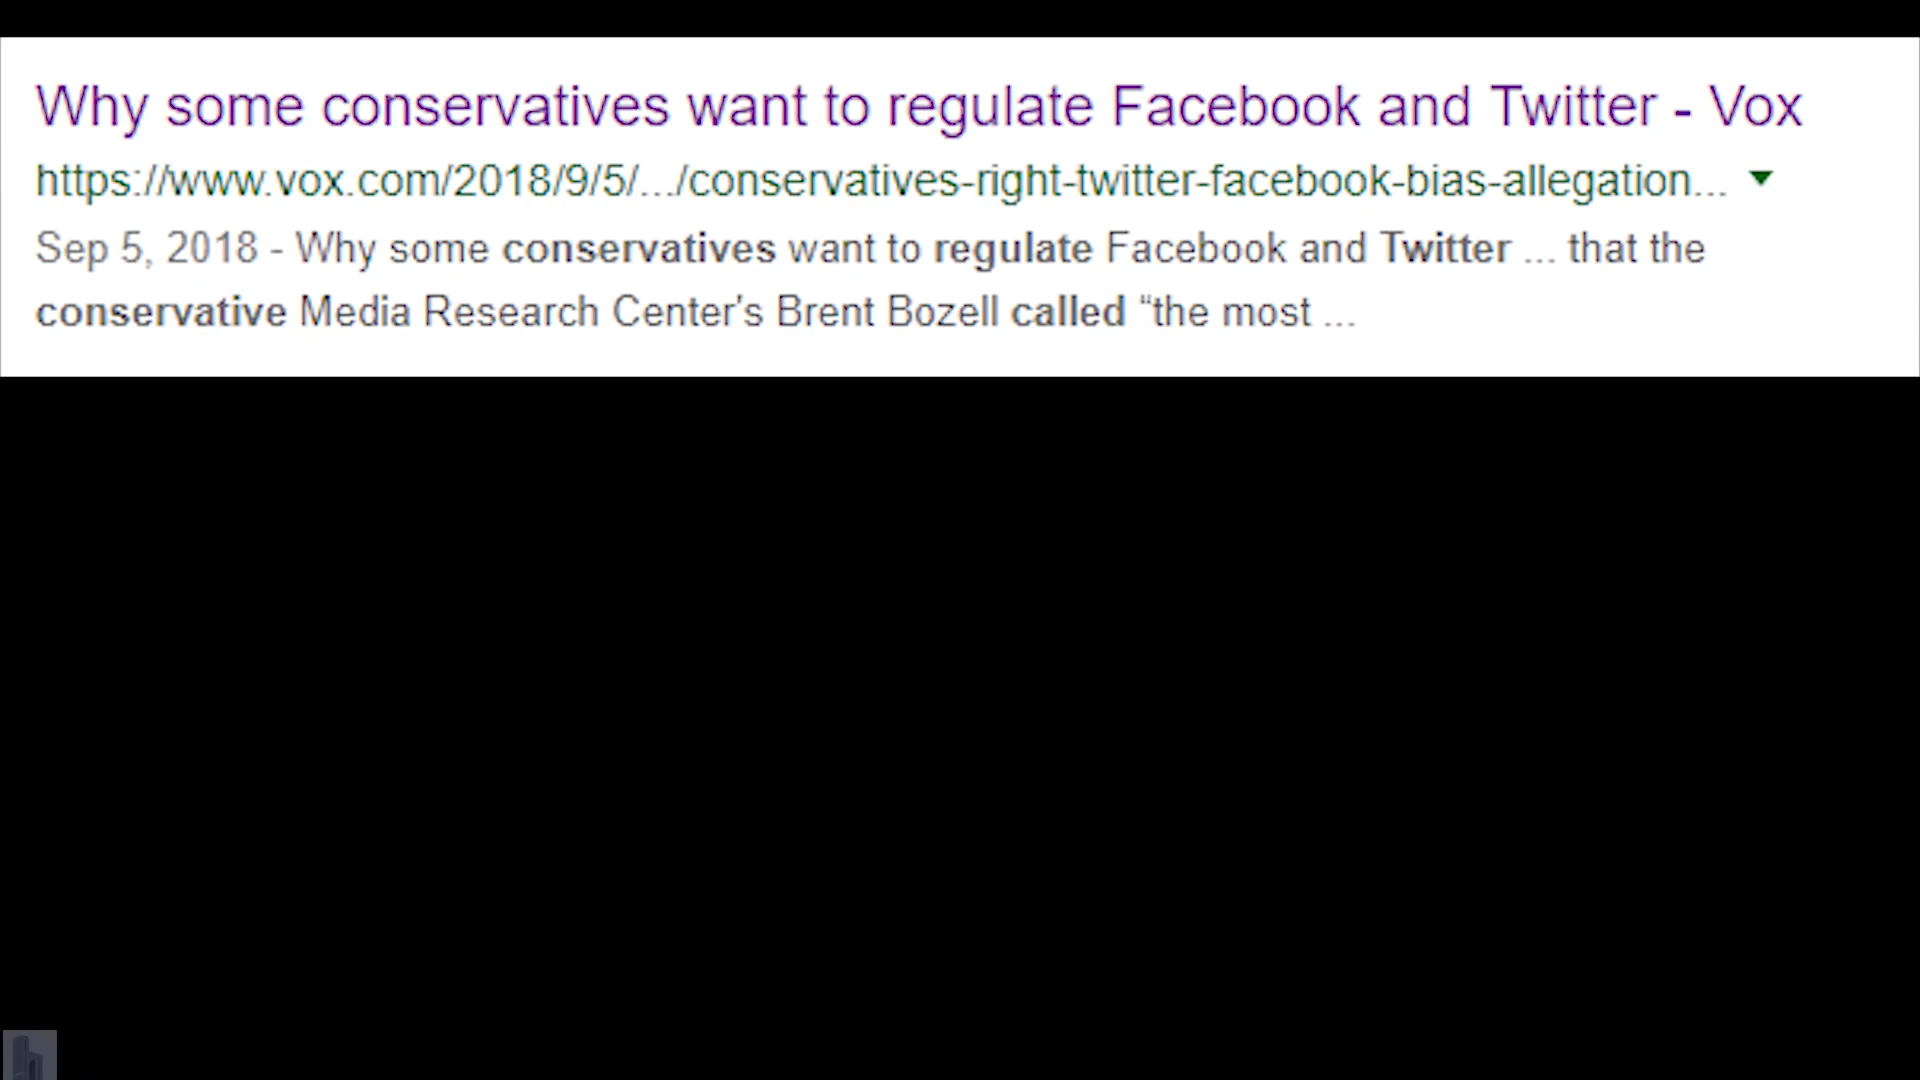 Why some conservatives want to regulate Facebook and Twitter - Vox
https://www.vox.com/2018/9/5/.../conservatives-right-twitter-facebook-bias-allegation...
Sep 5, 2018 - Why some conservatives want to regulate Facebook and Twitter ... that the
conservative Media Research Center's Brent Bozell called “the most ...